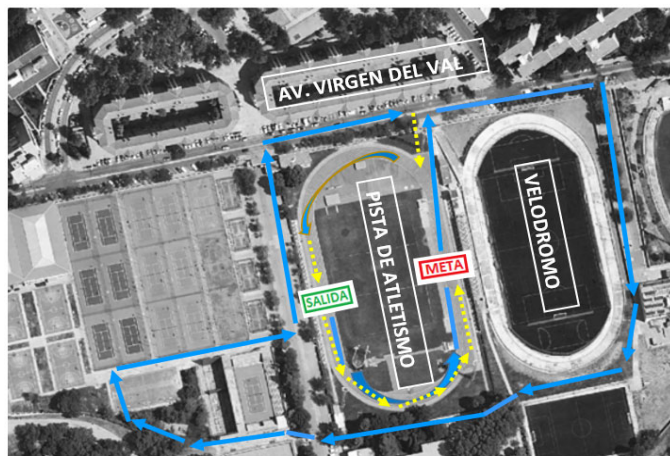 AV. VIRGEN DEL VAL
PISTA DE ATLETISMO
VELODROMO
META
SALIDA